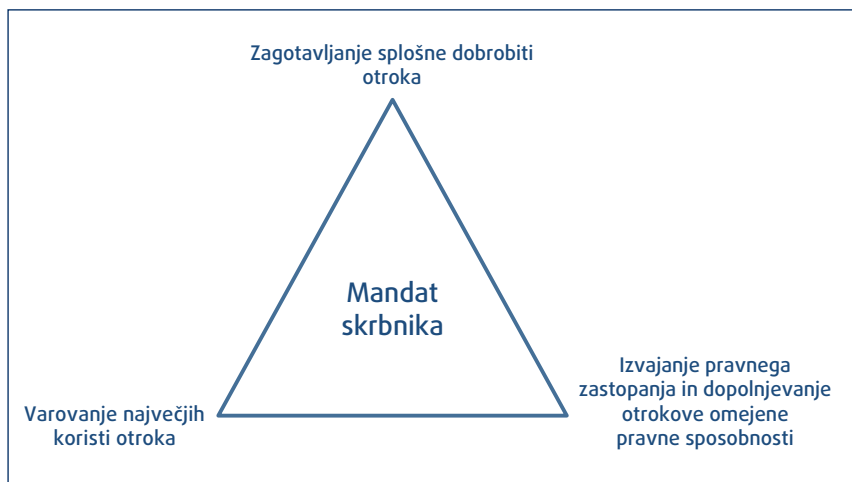 Zagotavljanje splošne dobrobiti
otroka
Mandat
skrbnika
Varovanje največjih
koristi otroka
Izvajanje pravnega
zastopanja in dopolnjevanje
otrokove omejene
pravne sposobnosti